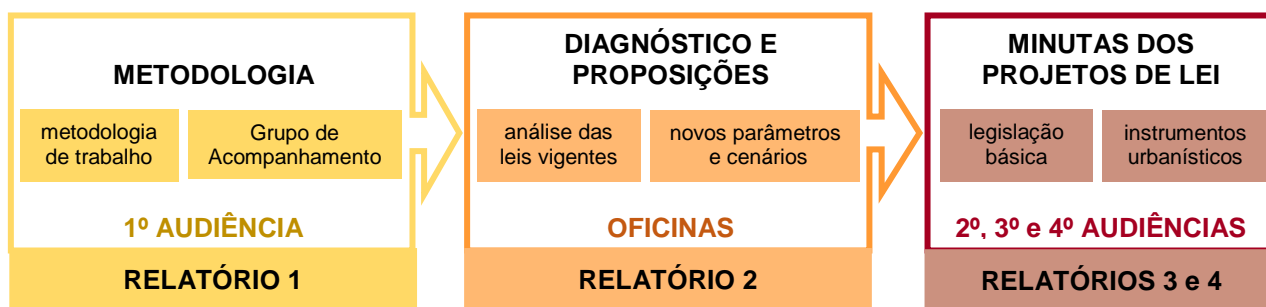 METODOLOGIA
metodologia
de trabalho
Grupo de
Acompanhamento
1º AUDIÊNCIA
RELATÓRIO 1
DIAGNÓSTICO E
PROPOSIÇÕES
análise das
leis vigentes
novos parâmetros
e cenários
OFICINAS
RELATÓRIO 2
MINUTAS DOS
PROJETOS DE LEI
legislação
básica
instrumentos
urbanísticos
2º, 3º e 4º AUDIÊNCIAS
RELATÓRIOS 3 e 4